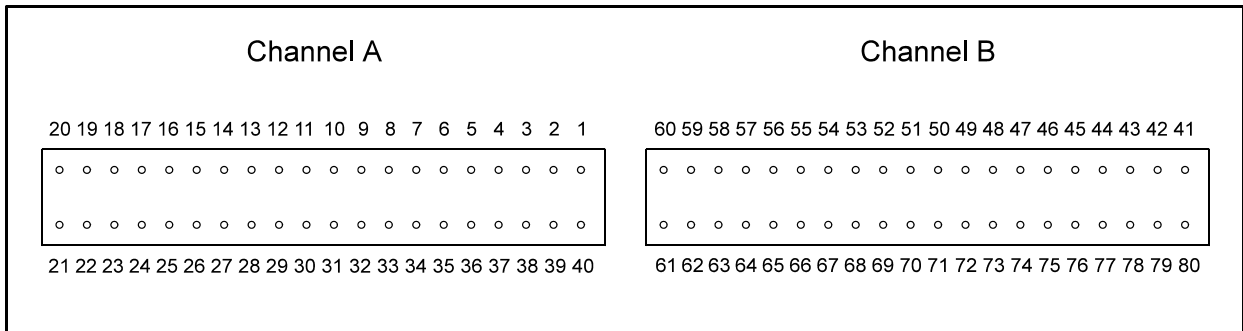 Channel A
Channel B
20 19 18 17 16 15 14 13 12 11 10 9 8 7 6 5 4 3 2 1
60 59 58 57 56 55 54 53 52 51 50 49 48 47 46 45 44 43 42 41
21 22 23 24 25 26 27 28 29 30 31 32 33 34 35 36 37 38 39 40
61 62 63 64 65 66 67 68 69 70 71 72 73 74 75 76 77 78 79 80